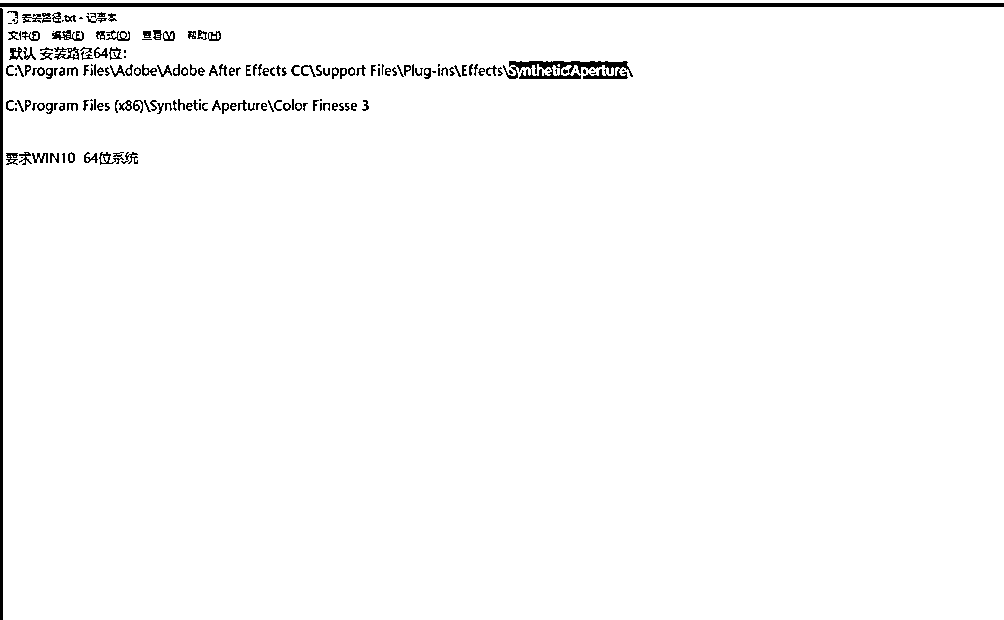 安装路径.txt - 记事本
文件(F) 编辑(E) 格式(O) 查看(V) 帮助(H)
默认 安装路径64位：
C:\Program Files\Adobe\Adobe After Effects CC\Support Files\Plug-ins\Effects\SyntheticAperture\
C:\Program Files (x86)\Synthetic Aperture\Color Finesse 3
要求WIN10 64位系统